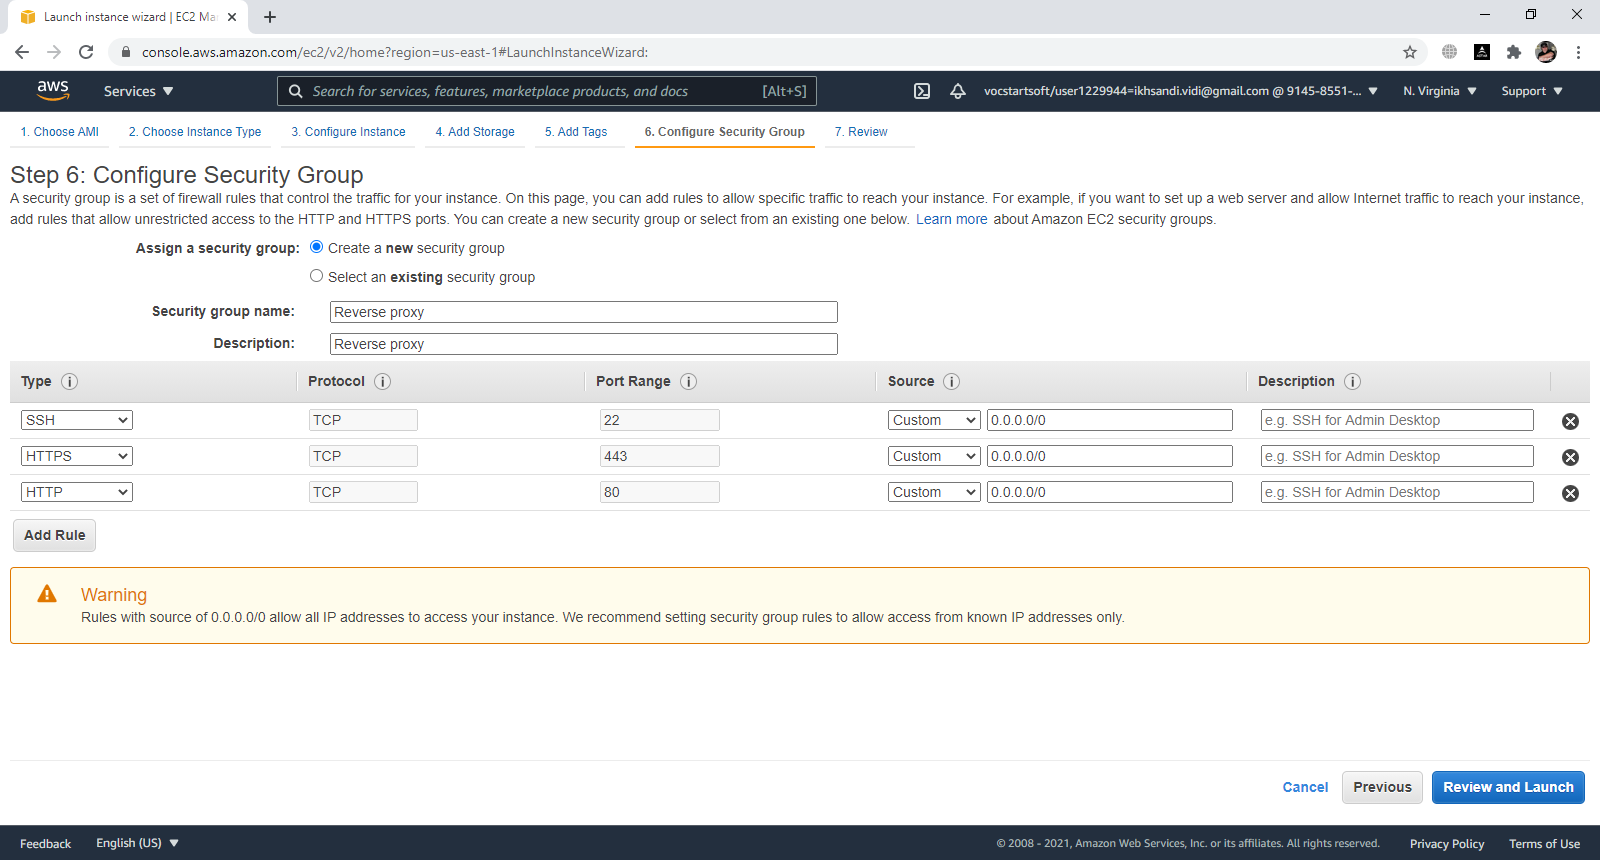 Launch instance wizard | EC2 Ma
console.aws.amazon.com/ec2/v2/home?region=us-east-1#LaunchInstanceWizard:
aws Services Search for services, features, marketplace products, and docs [Alt+S] vocstartsoft/user1229944=ikhsandi.vidi@gmail.com @ 9145-8551-... N. Virginia Support
1. Choose AMI 2. Choose Instance Type 3. Configure Instance 4. Add Storage 5. Add Tags 6. Configure Security Group 7. Review
Step 6: Configure Security Group
A security group is a set of firewall rules that control the traffic for your instance. On this page, you can add rules to allow specific traffic to reach your instance. For example, if you want to set up a web server and allow Internet traffic to reach your instance,
add rules that allow unrestricted access to the HTTP and HTTPS ports. You can create a new security group or select from an existing one below. Learn more about Amazon EC2 security groups.
Assign a security group: Create a new security group
Select an existing security group
Security group name: Reverse proxy
Description: Reverse proxy
Type i Protocol i Port Range i Source i Description i
SSH TCP 22 Custom 0.0.0.0/0 e.g. SSH for Admin Desktop
HTTPS TCP 443 Custom 0.0.0.0/0 e.g. SSH for Admin Desktop
HTTP TCP 80 Custom 0.0.0.0/0 e.g. SSH for Admin Desktop
Add Rule
Warning
Rules with source of 0.0.0.0/0 allow all IP addresses to access your instance. We recommend setting security group rules to allow access from known IP addresses only.
Cancel Previous Review and Launch
Feedback English (US) © 2008 - 2021, Amazon Web Services, Inc. or its affiliates. All rights reserved. Privacy Policy Terms of Use